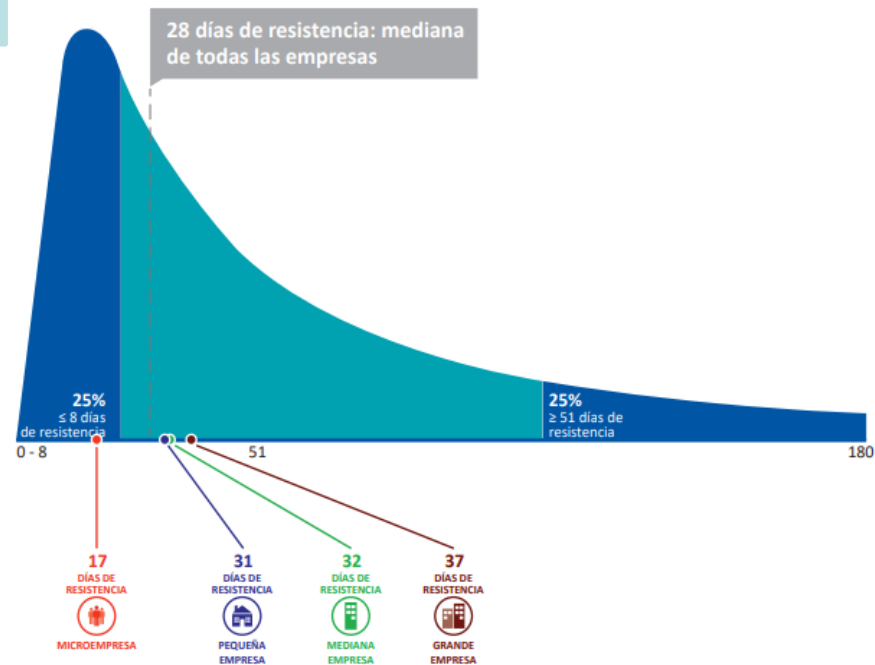 28 días de resistencia: mediana
de todas las empresas
25%
≤ 8 días
de resistencia
25%
≥ 51 días de
resistencia
0 - 8
51
180
17
DÍAS DE
RESISTENCIA
MICROEMPRESA
31
DÍAS DE
RESISTENCIA
PEQUEÑA
EMPRESA
32
DÍAS DE
RESISTENCIA
MEDIANA
EMPRESA
37
DÍAS DE
RESISTENCIA
GRANDE
EMPRESA